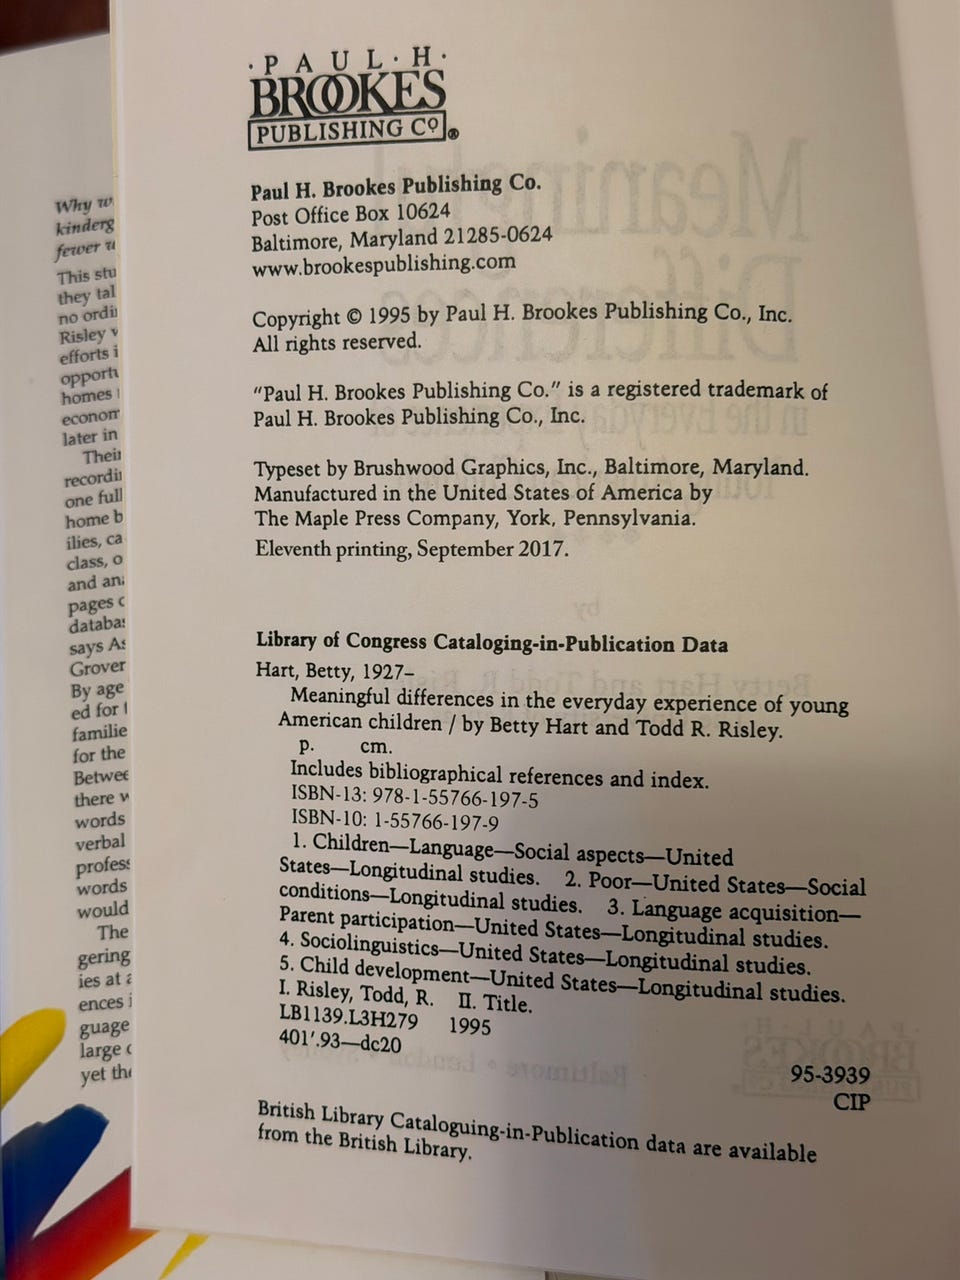 Why w
kinderg
fewer
This stu
they tal
no ordi
Risley
efforts i
opport
homes
econo
later in
Their
recordi
one full
home b
ilies, ca
class, o
and an
pages
databa
says As
Grover
By age
ed for
familie
for the
Betwee
there w
words
verbal
profess
words
would
The
gering
ies at a
ences i
guage
large
yet the
·PAUL·H·
BROOKES
PUBLISHING Cº®
Paul H. Brookes Publishing Co.
Post Office Box 10624
Baltimore, Maryland 21285-0624
www.brookespublishing.com
Copyright © 1995 by Paul H. Brookes Publishing Co., Inc.
All rights reserved.
“Paul H. Brookes Publishing Co.” is a registered trademark of
Paul H. Brookes Publishing Co., Inc.
Typeset by Brushwood Graphics, Inc., Baltimore, Maryland.
Manufactured in the United States of America by
The Maple Press Company, York, Pennsylvania.
Eleventh printing, September 2017.
Library of Congress Cataloging-in-Publication Data
Hart, Betty, 1927–
Meaningful differences in the everyday experience of young
American children / by Betty Hart and Todd R. Risley.
p. cm.
Includes bibliographical references and index.
ISBN-13: 978-1-55766-197-5
ISBN-10: 1-55766-197-9
1. Children—Language—Social aspects—United
States—Longitudinal studies. 2. Poor—United States—Social
conditions—Longitudinal studies. 3. Language acquisition—
Parent participation—United States—Longitudinal studies.
4. Sociolinguistics—United States—Longitudinal studies.
5. Child development—United States—Longitudinal studies.
I. Risley, Todd, R. II. Title.
LB1139.L3H279 1995
401'.93—dc20
95-3939
CIP
British Library Cataloguing-in-Publication data are available
from the British Library.